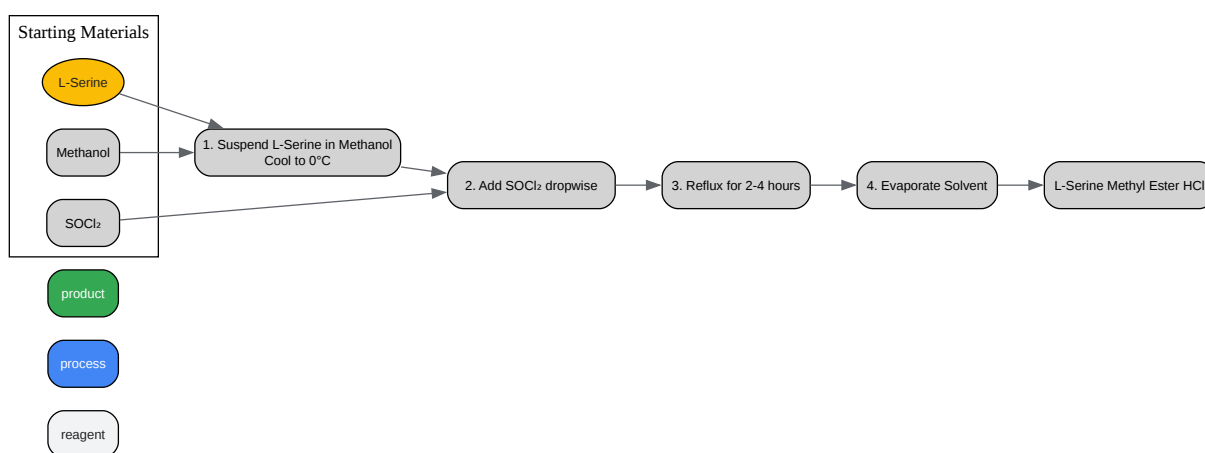 Starting Materials
L-Serine
Methanol
SOCl₂
1. Suspend L-Serine in Methanol
Cool to 0°C
2. Add SOCl₂ dropwise
3. Reflux for 2-4 hours
4. Evaporate Solvent
L-Serine Methyl Ester HCl
product
process
reagent